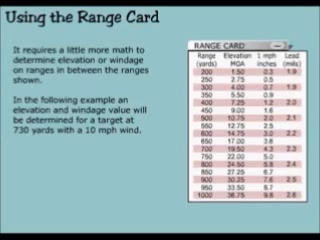 Using the Range Card
It requires a little more math to
determine elevation or windage
on ranges in between the ranges
shown.
In the following example an
elevation and windage value will
be determined for a target at
730 yards with a 10 mph wind.
RANGE CARD
Range Elevation 1 mph Lead
(yards) MOA inches (mils)
200 1.50 0.3 1.9
250 2.75 0.5
300 4.00 0.7 1.9
350 5.50 0.9
400 7.25 1.2 2.0
450 9.00 1.6
500 10.75 2.0 2.1
550 12.75 2.5
600 14.75 3.0 2.2
650 17.00 3.8
700 19.50 4.3 2.3
750 22.00 5.0
800 24.50 5.8 2.4
850 27.25 6.7
900 30.25 7.6 2.5
950 33.50 8.7
1000 36.75 9.8 2.6